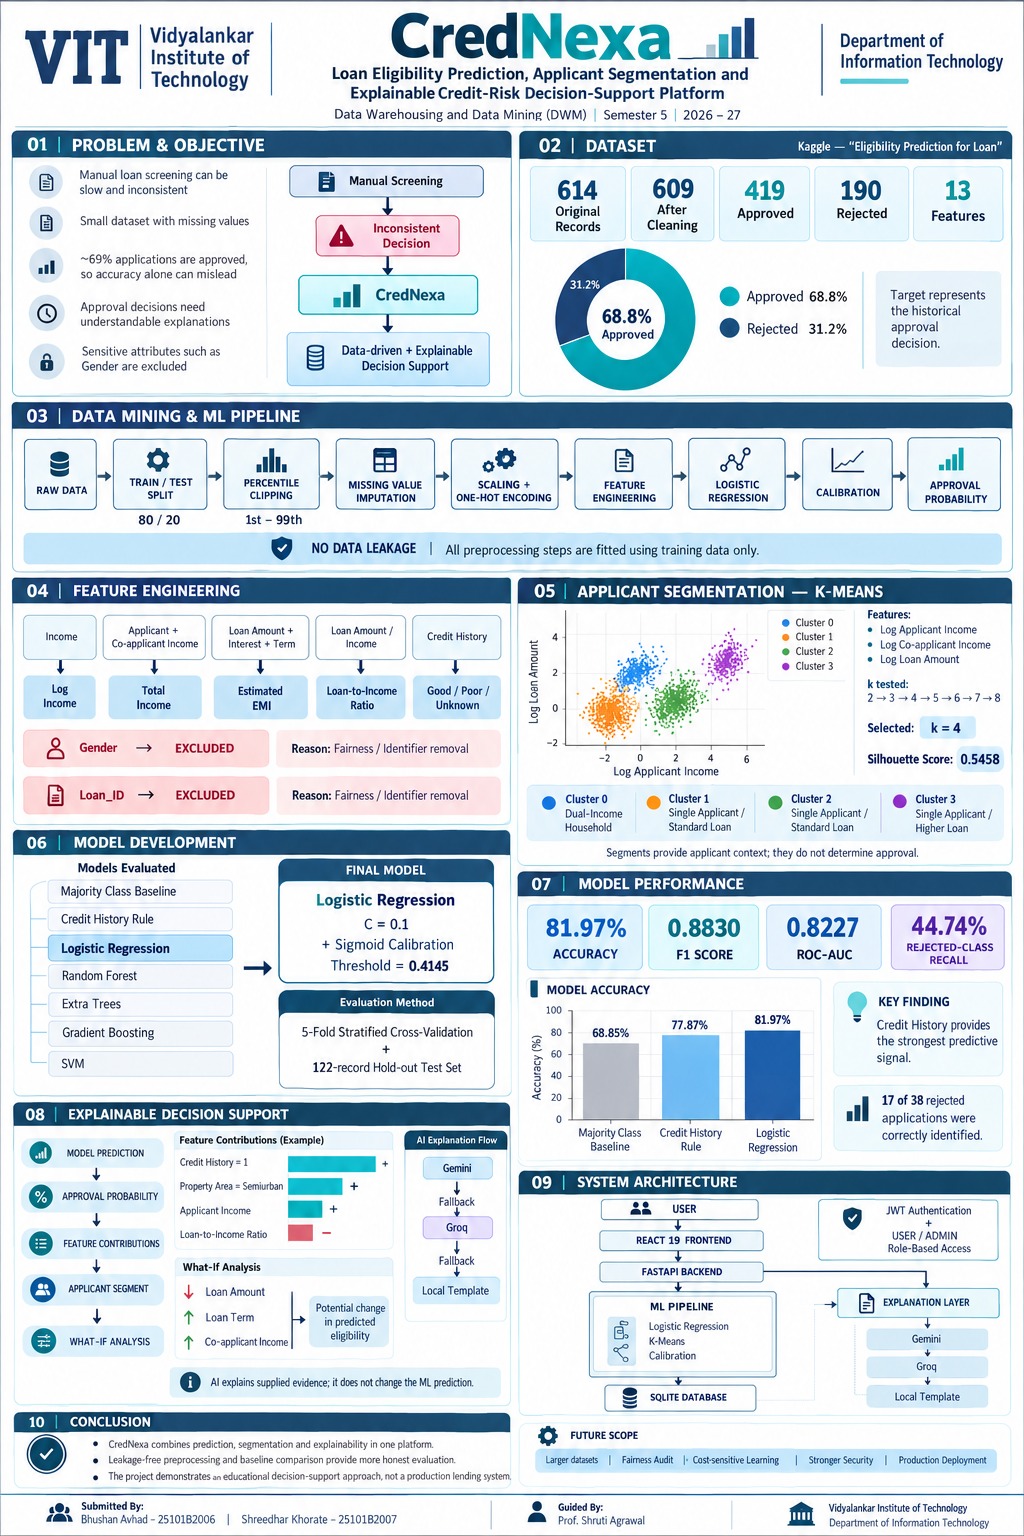 VIT
Vidyalankar
Institute of
Technology
CredNexa
Loan Eligibility Prediction, Applicant Segmentation and
Explainable Credit-Risk Decision-Support Platform
Data Warehousing and Data Mining (DWM) | Semester 5 | 2026 – 27
Department of
Information Technology
01 | PROBLEM & OBJECTIVE
Manual loan screening can be
slow and inconsistent
Small dataset with missing values
~69% applications are approved,
so accuracy alone can mislead
Approval decisions need
understandable explanations
Sensitive attributes such as
Gender are excluded
Manual Screening
Inconsistent
Decision
CredNexa
Data-driven + Explainable
Decision Support
02 | DATASET
Kaggle — “Eligibility Prediction for Loan”
614
Original
Records
609
After
Cleaning
419
Approved
190
Rejected
13
Features
31.2%
68.8%
Approved
Approved 68.8%
Rejected 31.2%
Target represents
the historical
approval
decision.
03 | DATA MINING & ML PIPELINE
RAW DATA
TRAIN / TEST
SPLIT
80 / 20
PERCENTILE
CLIPPING
1st – 99th
MISSING VALUE
IMPUTATION
SCALING +
ONE-HOT ENCODING
FEATURE
ENGINEERING
LOGISTIC
REGRESSION
CALIBRATION
APPROVAL
PROBABILITY
NO DATA LEAKAGE | All preprocessing steps are fitted using training data only.
04 | FEATURE ENGINEERING
Income
Applicant +
Co-applicant Income
Loan Amount +
Interest + Term
Loan Amount /
Income
Credit History
Log
Income
Total
Income
Estimated
EMI
Loan-to-Income
Ratio
Good / Poor /
Unknown
Gender → EXCLUDED
Reason: Fairness / Identifier removal
Loan_ID → EXCLUDED
Reason: Fairness / Identifier removal
05 | APPLICANT SEGMENTATION — K-MEANS
Log Loan Amount
4
2
0
−2
−2 0 2 4 6
Log Applicant Income
Cluster 0
Cluster 1
Cluster 2
Cluster 3
Features:
• Log Applicant Income
• Log Co-applicant Income
• Log Loan Amount
k tested:
2 → 3 → 4 → 5 → 6 → 7 → 8
Selected: k = 4
Silhouette Score: 0.5458
Cluster 0
Dual-Income
Household
Cluster 1
Single Applicant /
Standard Loan
Cluster 2
Single Applicant /
Standard Loan
Cluster 3
Single Applicant /
Higher Loan
Segments provide applicant context; they do not determine approval.
06 | MODEL DEVELOPMENT
Models Evaluated
Majority Class Baseline
Credit History Rule
Logistic Regression
Random Forest
Extra Trees
Gradient Boosting
SVM
FINAL MODEL
Logistic Regression
C = 0.1
+ Sigmoid Calibration
Threshold = 0.4145
Evaluation Method
5-Fold Stratified Cross-Validation
+
122-record Hold-out Test Set
07 | MODEL PERFORMANCE
81.97%
ACCURACY
0.8830
F1 SCORE
0.8227
ROC-AUC
44.74%
REJECTED-CLASS
RECALL
MODEL ACCURACY
Accuracy (%)
100
80
60
40
20
0
68.85%
77.87%
81.97%
Majority Class
Baseline
Credit History
Rule
Logistic
Regression
KEY FINDING
Credit History provides
the strongest predictive
signal.
17 of 38 rejected
applications were
correctly identified.
08 | EXPLAINABLE DECISION SUPPORT
MODEL PREDICTION
APPROVAL PROBABILITY
FEATURE CONTRIBUTIONS
APPLICANT SEGMENT
WHAT-IF ANALYSIS
Feature Contributions (Example)
Credit History = 1 +
Property Area = Semiurban +
Applicant Income +
Loan-to-Income Ratio −
What-If Analysis
↓ Loan Amount
↑ Loan Term
↑ Co-applicant Income
Potential change
in predicted
eligibility
AI Explanation Flow
Gemini
Fallback
Groq
Fallback
Local Template
AI explains supplied evidence; it does not change the ML prediction.
09 | SYSTEM ARCHITECTURE
USER
REACT 19 FRONTEND
FASTAPI BACKEND
ML PIPELINE
Logistic Regression
K-Means
Calibration
SQLITE DATABASE
JWT Authentication
+
USER / ADMIN
Role-Based Access
EXPLANATION LAYER
Gemini
Groq
Local Template
10 | CONCLUSION
• CredNexa combines prediction, segmentation and explainability in one platform.
• Leakage-free preprocessing and baseline comparison provide more honest evaluation.
• The project demonstrates an educational decision-support approach, not a production lending system.
FUTURE SCOPE
Larger datasets | Fairness Audit | Cost-sensitive Learning | Stronger Security | Production Deployment
Submitted By:
Bhushan Avhad – 25101B2006 | Shreedhar Khorate – 25101B2007
Guided By:
Prof. Shruti Agrawal
Vidyalankar Institute of Technology
Department of Information Technology